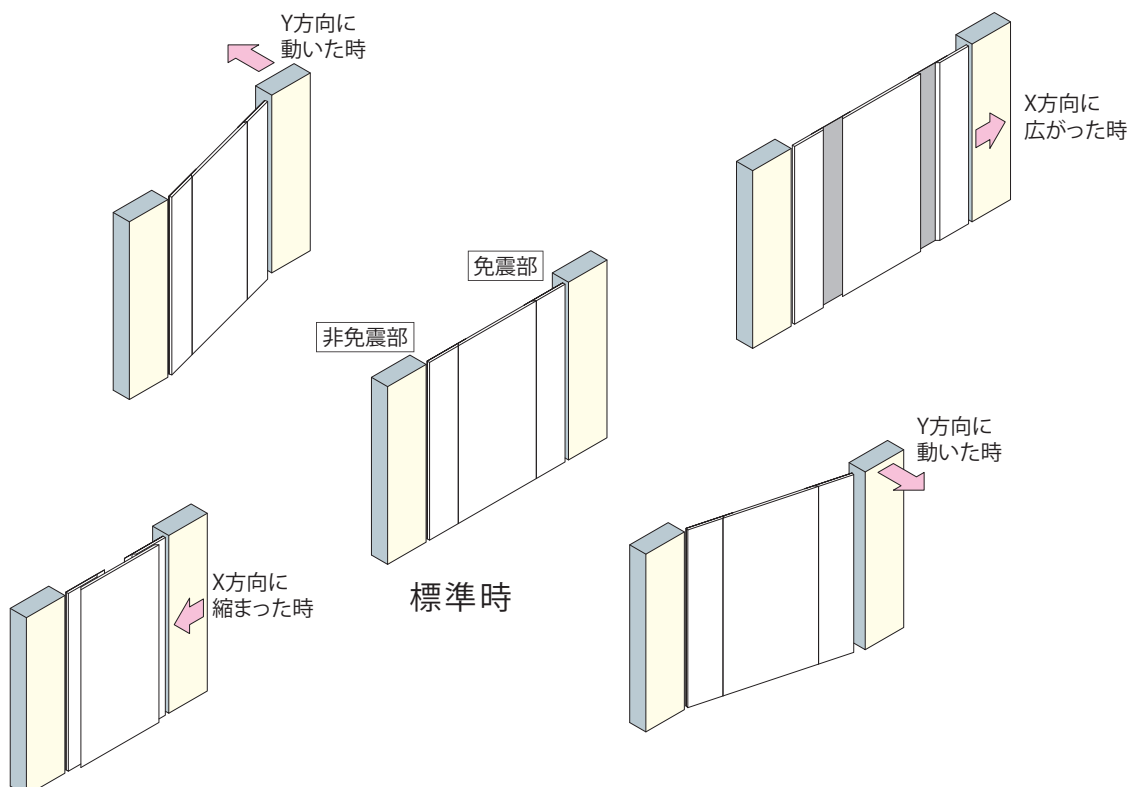 Y方向に
動いた時
X方向に
広がった時
免震部
非免震部
標準時
Y方向に
動いた時
X方向に
縮まった時